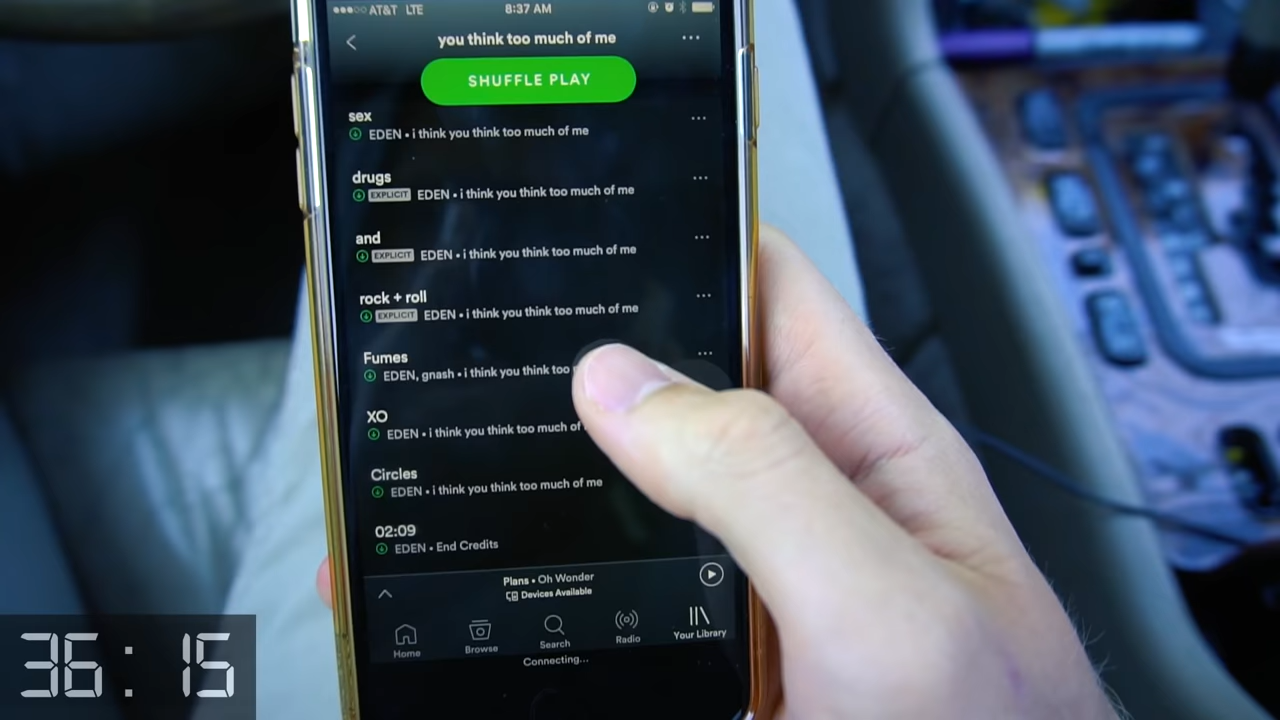 AT&T LTE 8:37 AM
you think too much of me
SHUFFLE PLAY
sex
EDEN • i think you think too much of me
drugs
EXPLICIT EDEN • i think you think too much of me
and
EXPLICIT EDEN • i think you think too much of me
rock + roll
EXPLICIT EDEN • i think you think too much of me
Fumes
EDEN, gnash • i think you think too
XO
EDEN • i think you think too much of
Circles
EDEN • i think you think too much of me
02:09
EDEN • End Credits
Plans • Oh Wonder
Devices Available
Home Browse Search Radio Your Library
Connecting...
36:15